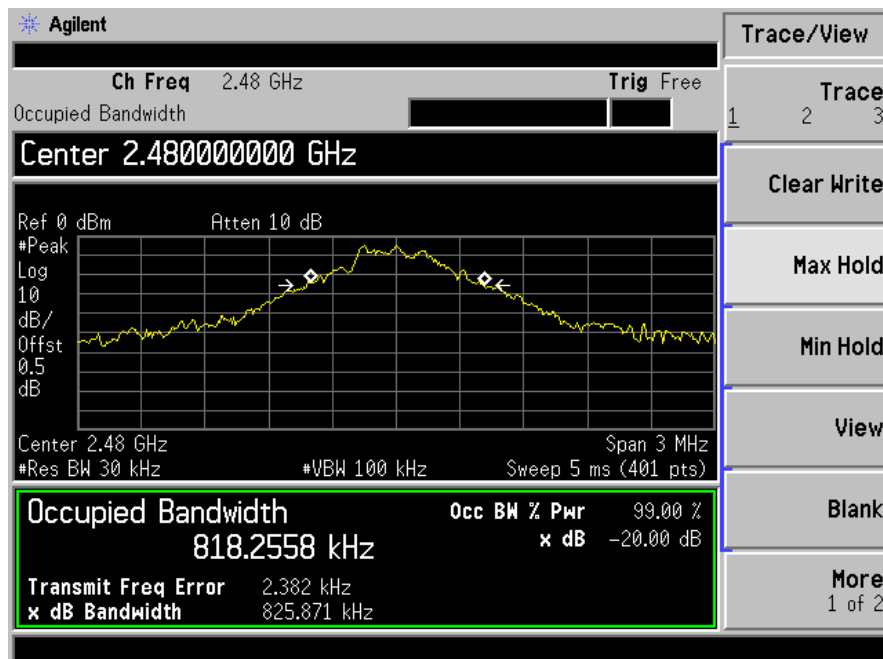 Agilent
Trace/View
Ch Freq 2.48 GHz Trig Free
Occupied Bandwidth
Trace
1 2 3
Center 2.480000000 GHz
Clear Write
Ref 0 dBm Atten 10 dB
#Peak
Log
10
dB/
Offst
0.5
dB
Max Hold
Min Hold
Center 2.48 GHz Span 3 MHz
#Res BW 30 kHz #VBW 100 kHz Sweep 5 ms (401 pts)
View
Occupied Bandwidth Occ BW % Pwr 99.00 %
818.2558 kHz x dB -20.00 dB
Blank
Transmit Freq Error 2.382 kHz
x dB Bandwidth 825.871 kHz
More
1 of 2